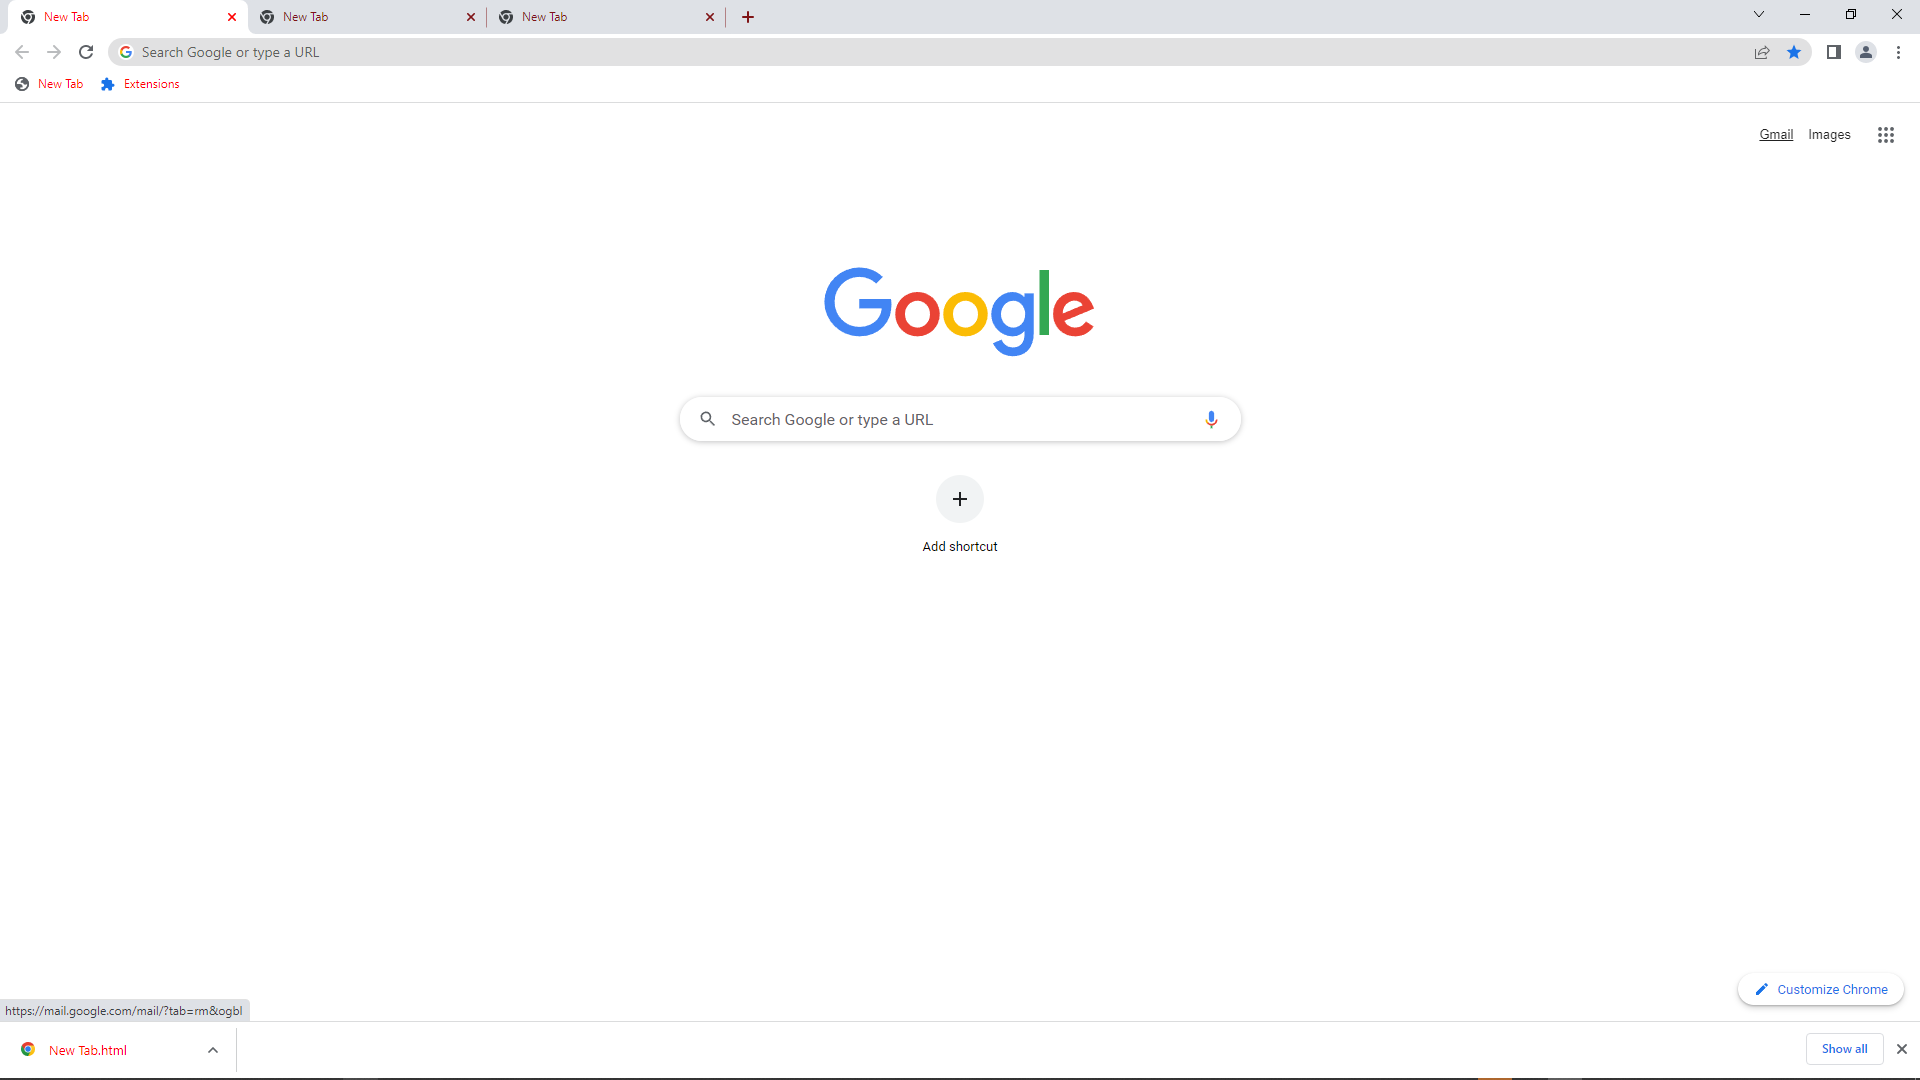 New Tab
New Tab
New Tab
Search Google or type a URL
New Tab
Extensions
Gmail
Images
Google
Search Google or type a URL
Add shortcut
Customize Chrome
https://mail.google.com/mail/?tab=rm&ogbl
New Tab.html
Show all